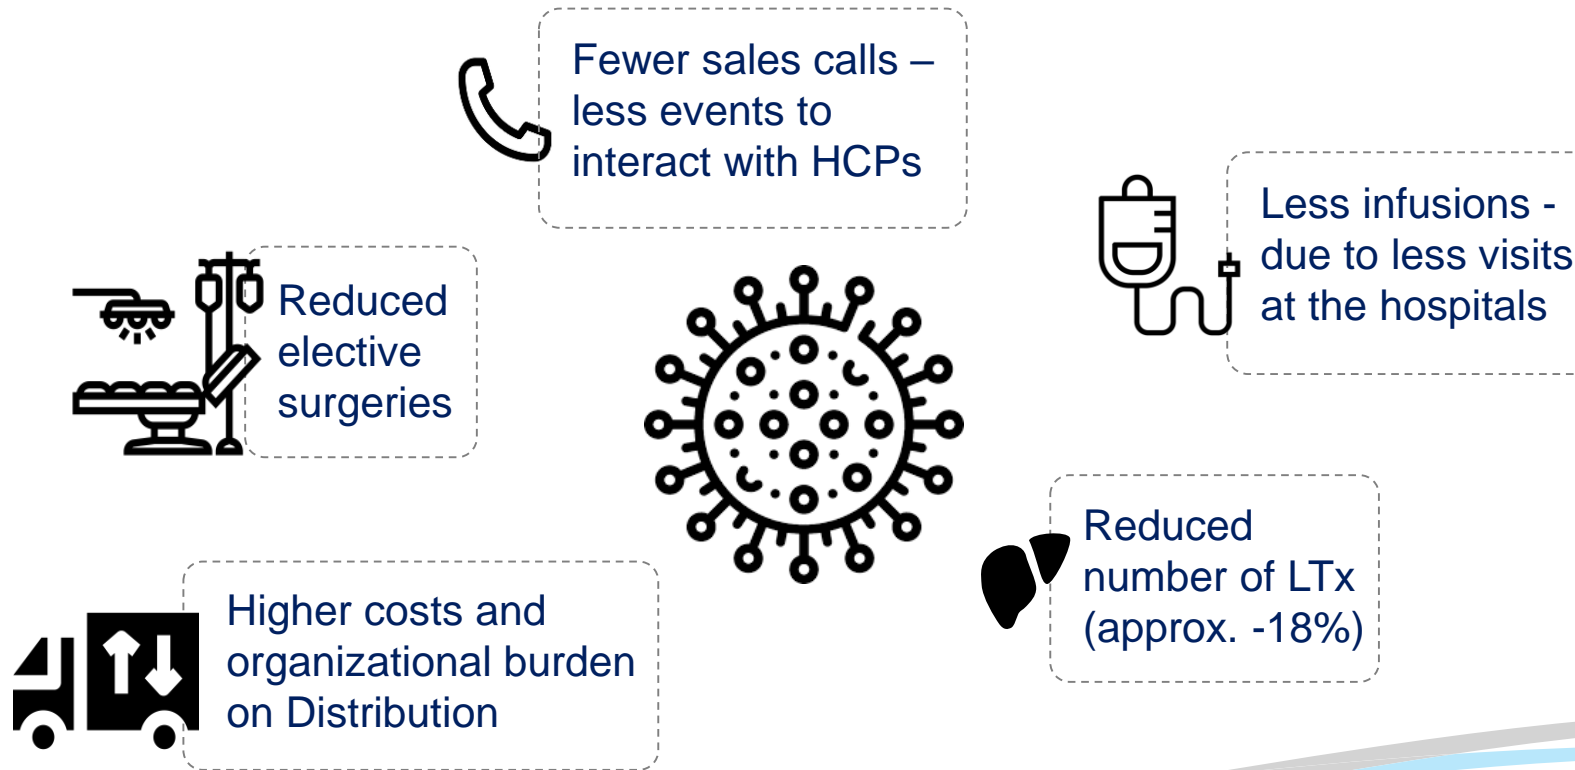 Fewer sales calls –
less events to
interact with HCPs
Less infusions -
due to less visits
at the hospitals
Reduced
elective
surgeries
Reduced
number of LTx
(approx. -18%)
Higher costs and
organizational burden
on Distribution